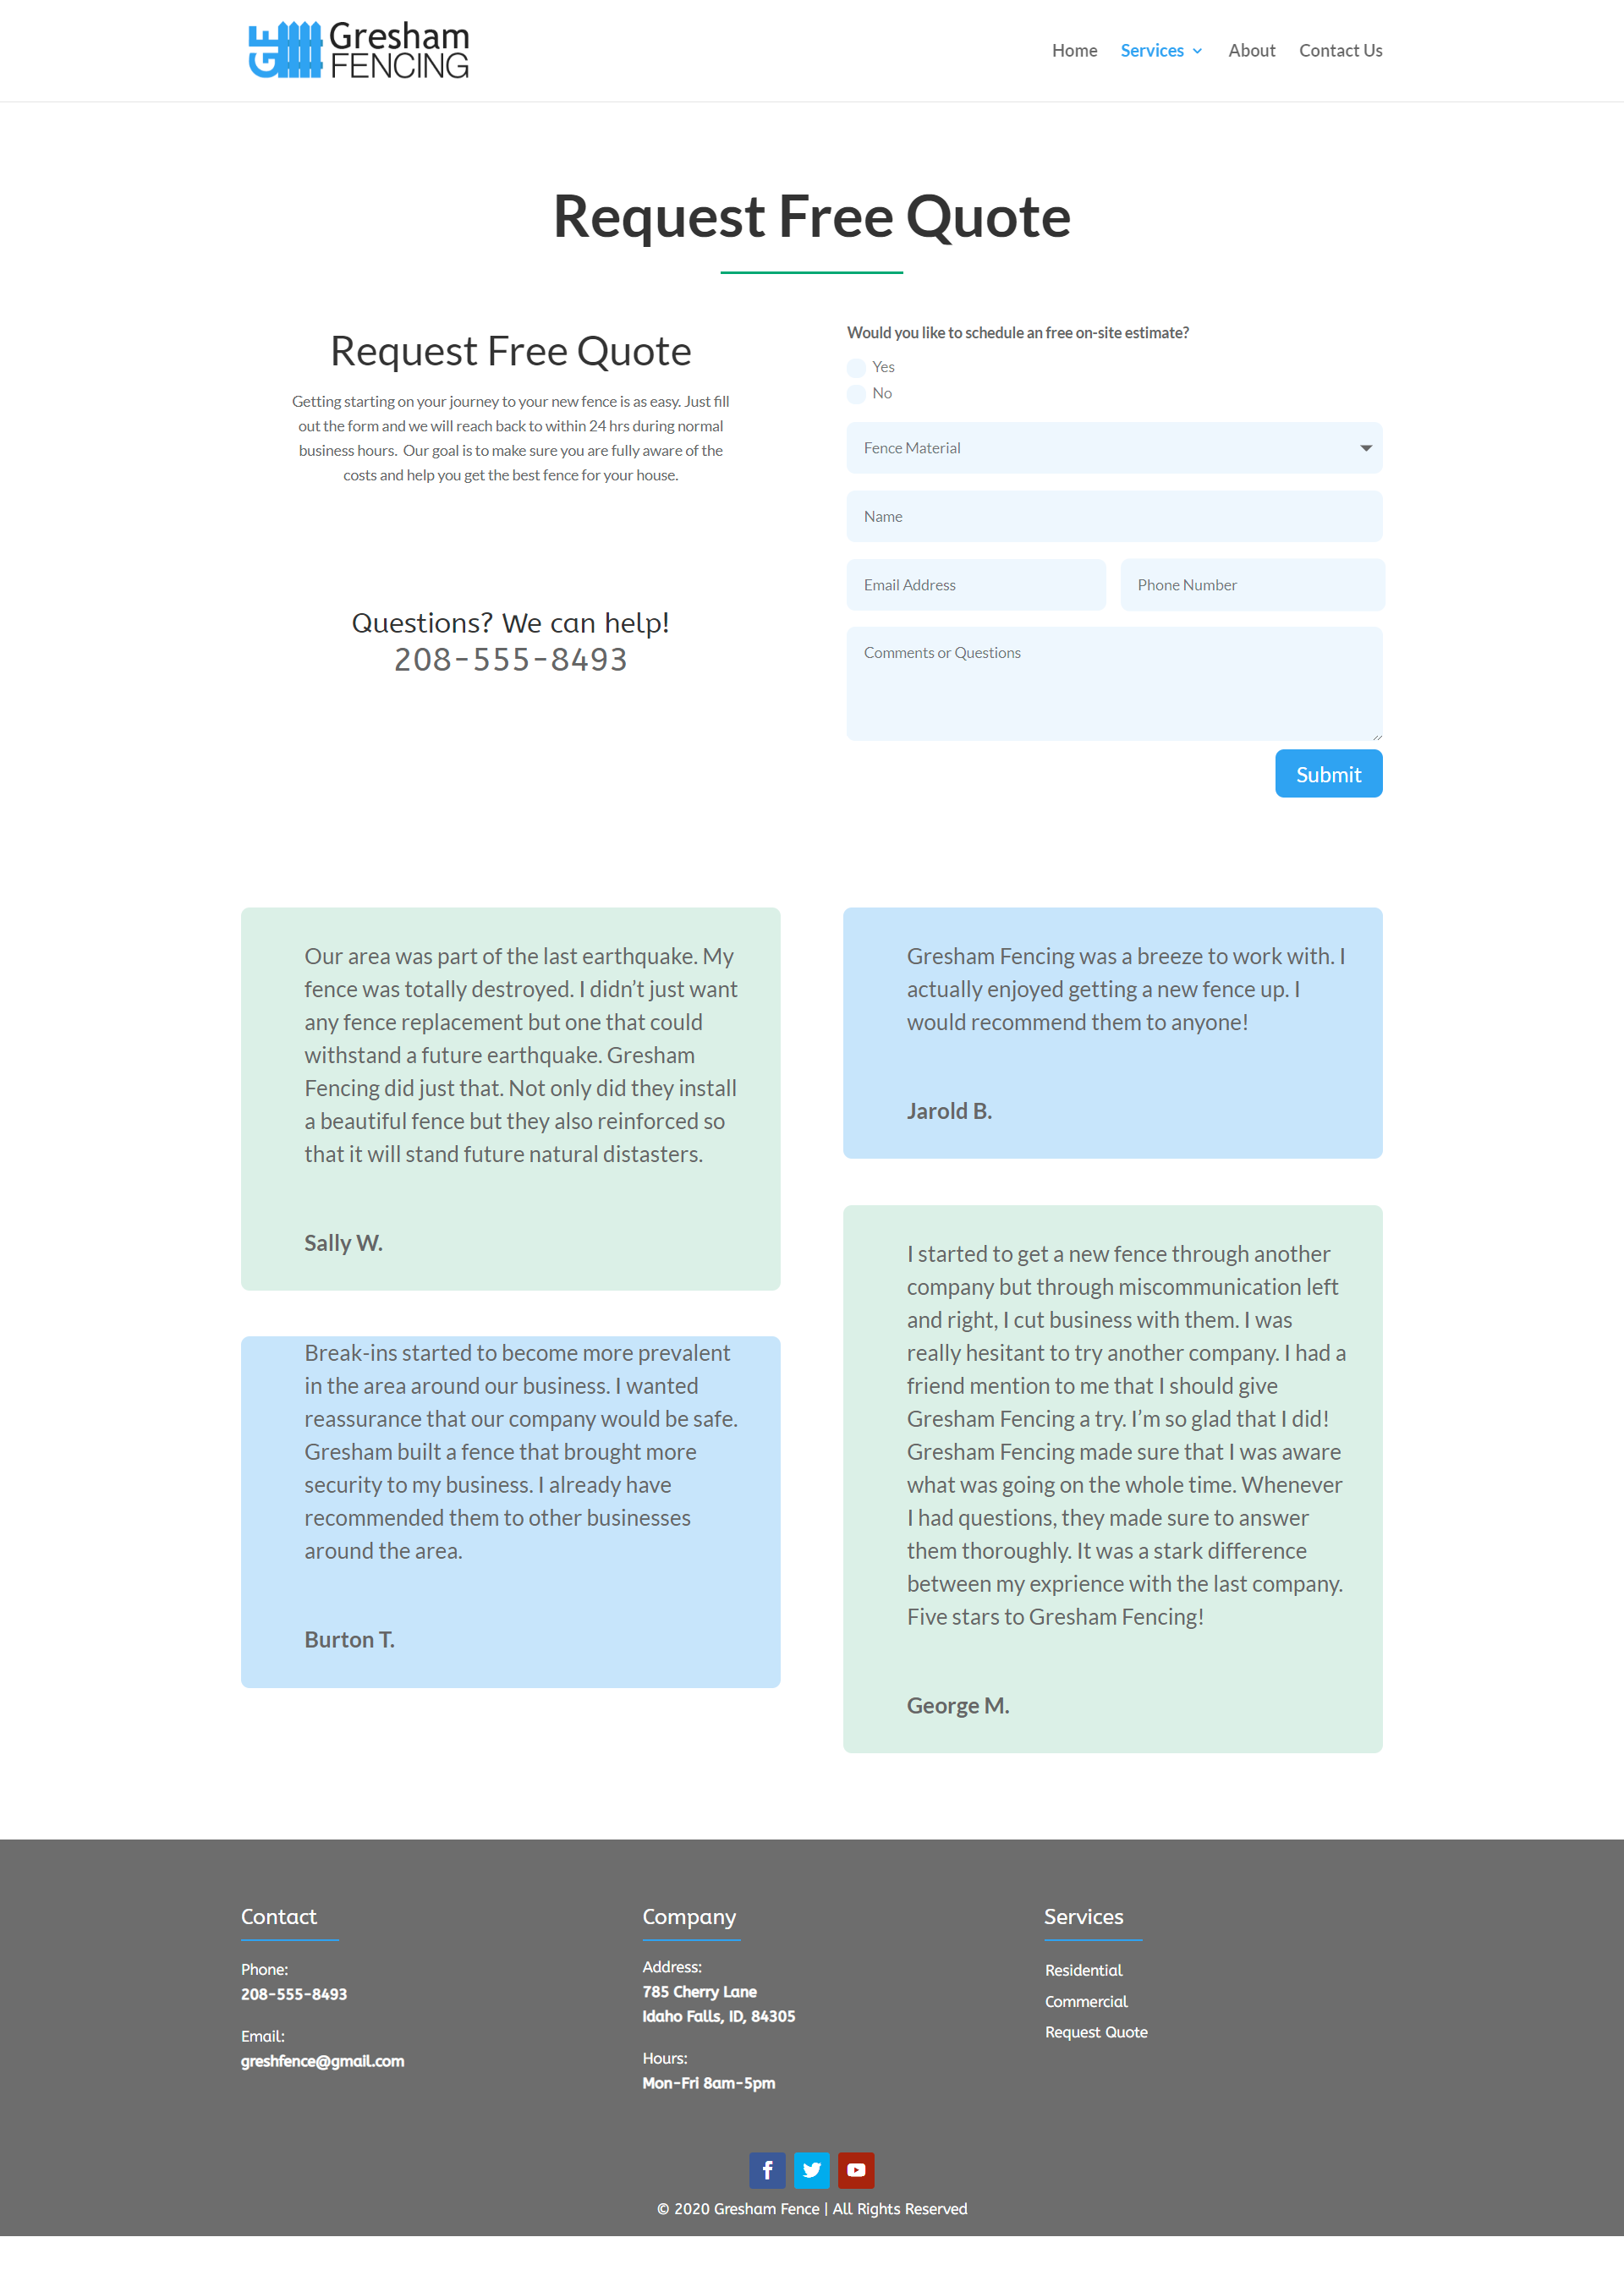 GF Gresham
FENCING
Home Services About Contact Us
Request Free Quote
Request Free Quote
Getting starting on your journey to your new fence is as easy. Just fill
out the form and we will reach back to within 24 hrs during normal
business hours.  Our goal is to make sure you are fully aware of the
costs and help you get the best fence for your house.
Questions? We can help!
208-555-8493
Would you like to schedule an free on-site estimate?
Yes
No
Fence Material
Name
Email Address
Phone Number
Comments or Questions
Submit
Our area was part of the last earthquake. My
fence was totally destroyed. I didn’t just want
any fence replacement but one that could
withstand a future earthquake. Gresham
Fencing did just that. Not only did they install
a beautiful fence but they also reinforced so
that it will stand future natural distasters.
Sally W.
Break-ins started to become more prevalent
in the area around our business. I wanted
reassurance that our company would be safe.
Gresham built a fence that brought more
security to my business. I already have
recommended them to other businesses
around the area.
Burton T.
Gresham Fencing was a breeze to work with. I
actually enjoyed getting a new fence up. I
would recommend them to anyone!
Jarold B.
I started to get a new fence through another
company but through miscommunication left
and right, I cut business with them. I was
really hesitant to try another company. I had a
friend mention to me that I should give
Gresham Fencing a try. I’m so glad that I did!
Gresham Fencing made sure that I was aware
what was going on the whole time. Whenever
I had questions, they made sure to answer
them thoroughly. It was a stark difference
between my exprience with the last company.
Five stars to Gresham Fencing!
George M.
Contact
Phone:
208-555-8493
Email:
greshfence@gmail.com
Company
Address:
785 Cherry Lane
Idaho Falls, ID, 84305
Hours:
Mon-Fri 8am-5pm
Services
Residential
Commercial
Request Quote
© 2020 Gresham Fence | All Rights Reserved